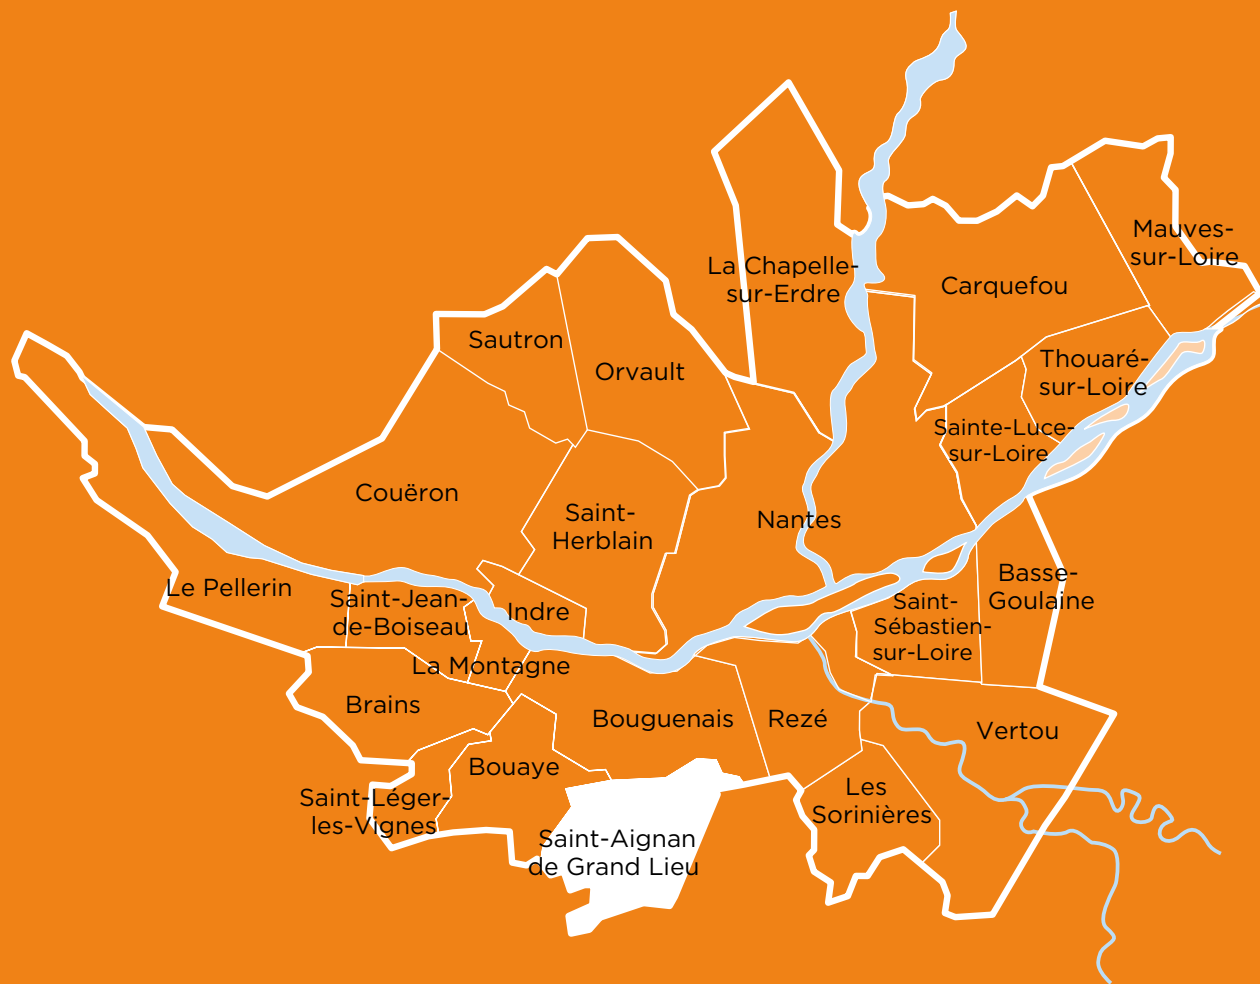 Mauves-
sur-Loire
La Chapelle-
sur-Erdre
Carquefou
Sautron
Orvault
Thouaré-
sur-Loire
Sainte-Luce-
sur-Loire
Couëron
Saint-
Herblain
Nantes
Le Pellerin
Saint-Jean-
de-Boiseau
Indre
Basse-
Goulaine
Saint-
Sébastien-
sur-Loire
La Montagne
Brains
Bouguenais
Rezé
Vertou
Bouaye
Saint-Léger-
les-Vignes
Les
Sorinières
Saint-Aignan
de Grand Lieu